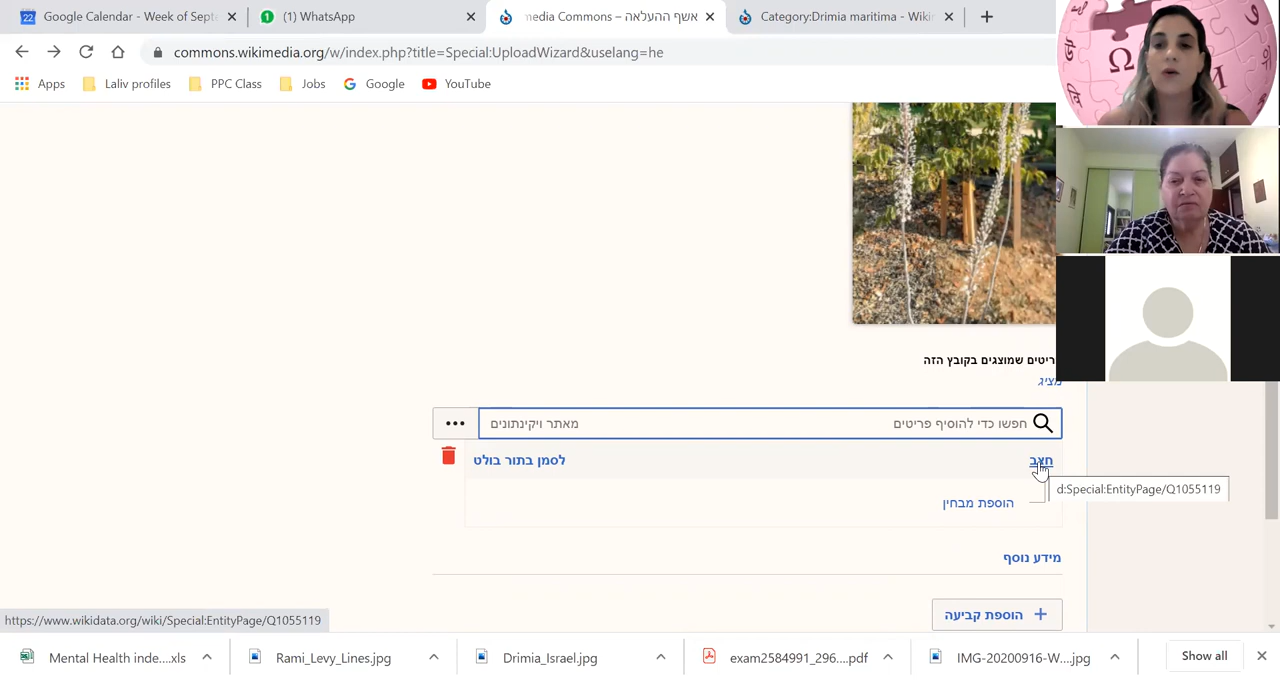 22 Google Calendar - Week of Sept
1 (1) WhatsApp
אשף ההעלאה – media Commons
Category:Drimia maritima - Wiki
commons.wikimedia.org/w/index.php?title=Special:UploadWizard&uselang=he
Apps
Laliv profiles
PPC Class
Jobs
Google
YouTube
Ω
И
ריטים שמוצגים בקובץ הזה
מציג
חפשו כדי להוסיף פריטים
מאתר ויקינתונים
חצב
לסמן בתור בולט
d:Special:EntityPage/Q1055119
הוספת מבחין
מידע נוסף
הוספת קביעה
https://www.wikidata.org/wiki/Special:EntityPage/Q1055119
Mental Health inde....xls
Rami_Levy_Lines.jpg
Drimia_Israel.jpg
exam2584991_296....pdf
IMG-20200916-W....jpg
Show all